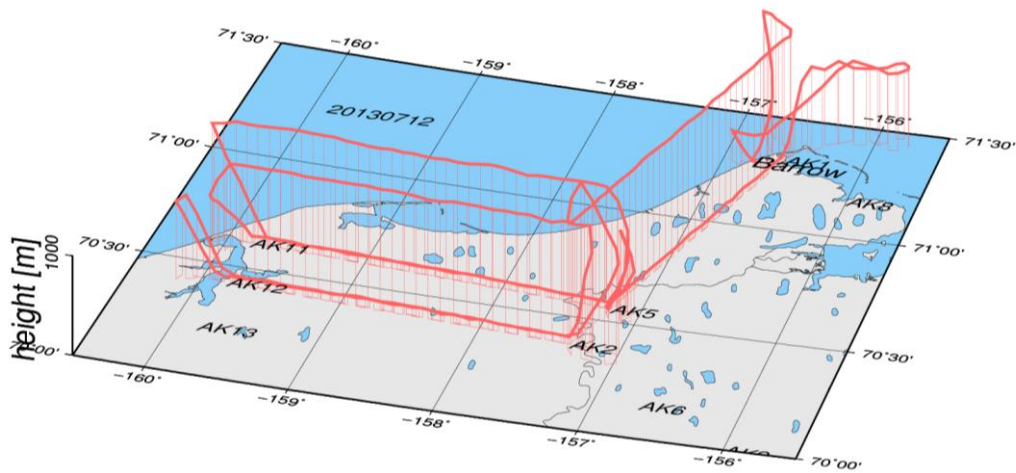 71°30'
−160°
−159°
−158°
−157°
−156°
71°30'
20130712
71°00'
AK1
Barrow
AK8
71°00'
70°30'
AK11
height [m]
1000
AK12
AK5
AK13
AK2
70°30'
−160°
−159°
AK6
−158°
−157°
−156°
70°00'